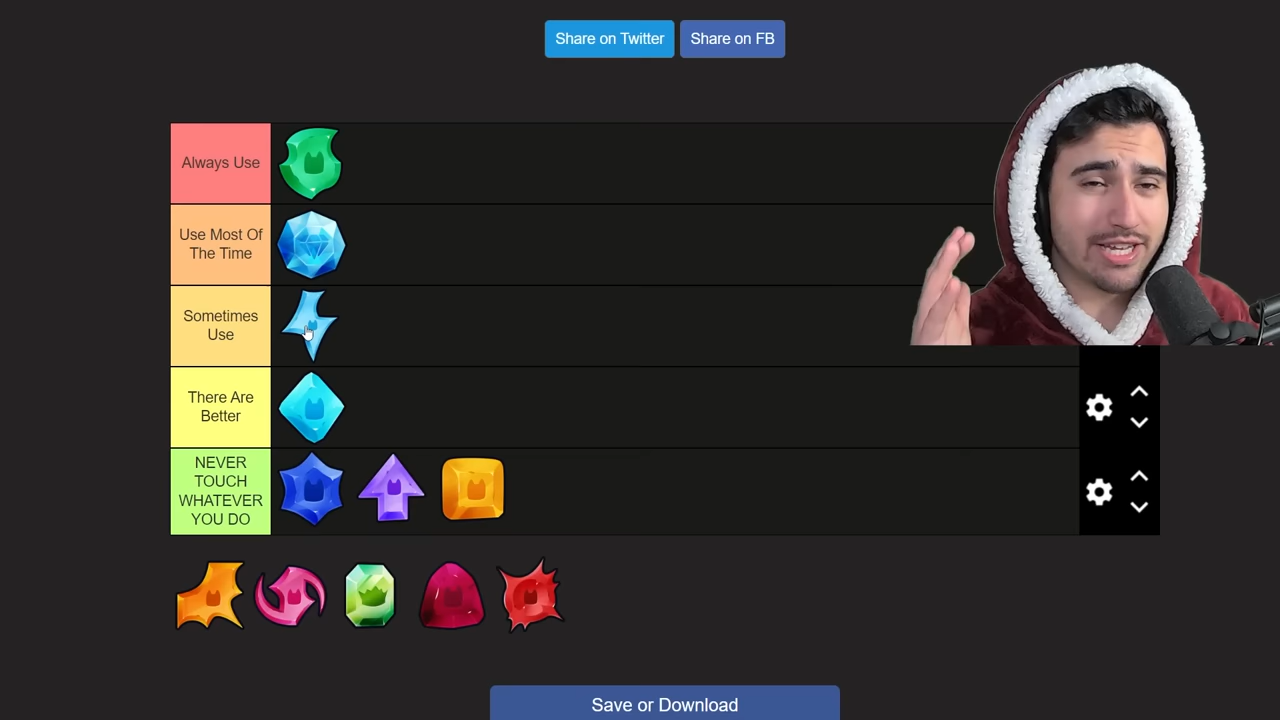 Share on Twitter
Share on FB
Always Use
Use Most Of
The Time
Sometimes
Use
There Are
Better
NEVER
TOUCH
WHATEVER
YOU DO
Save or Download